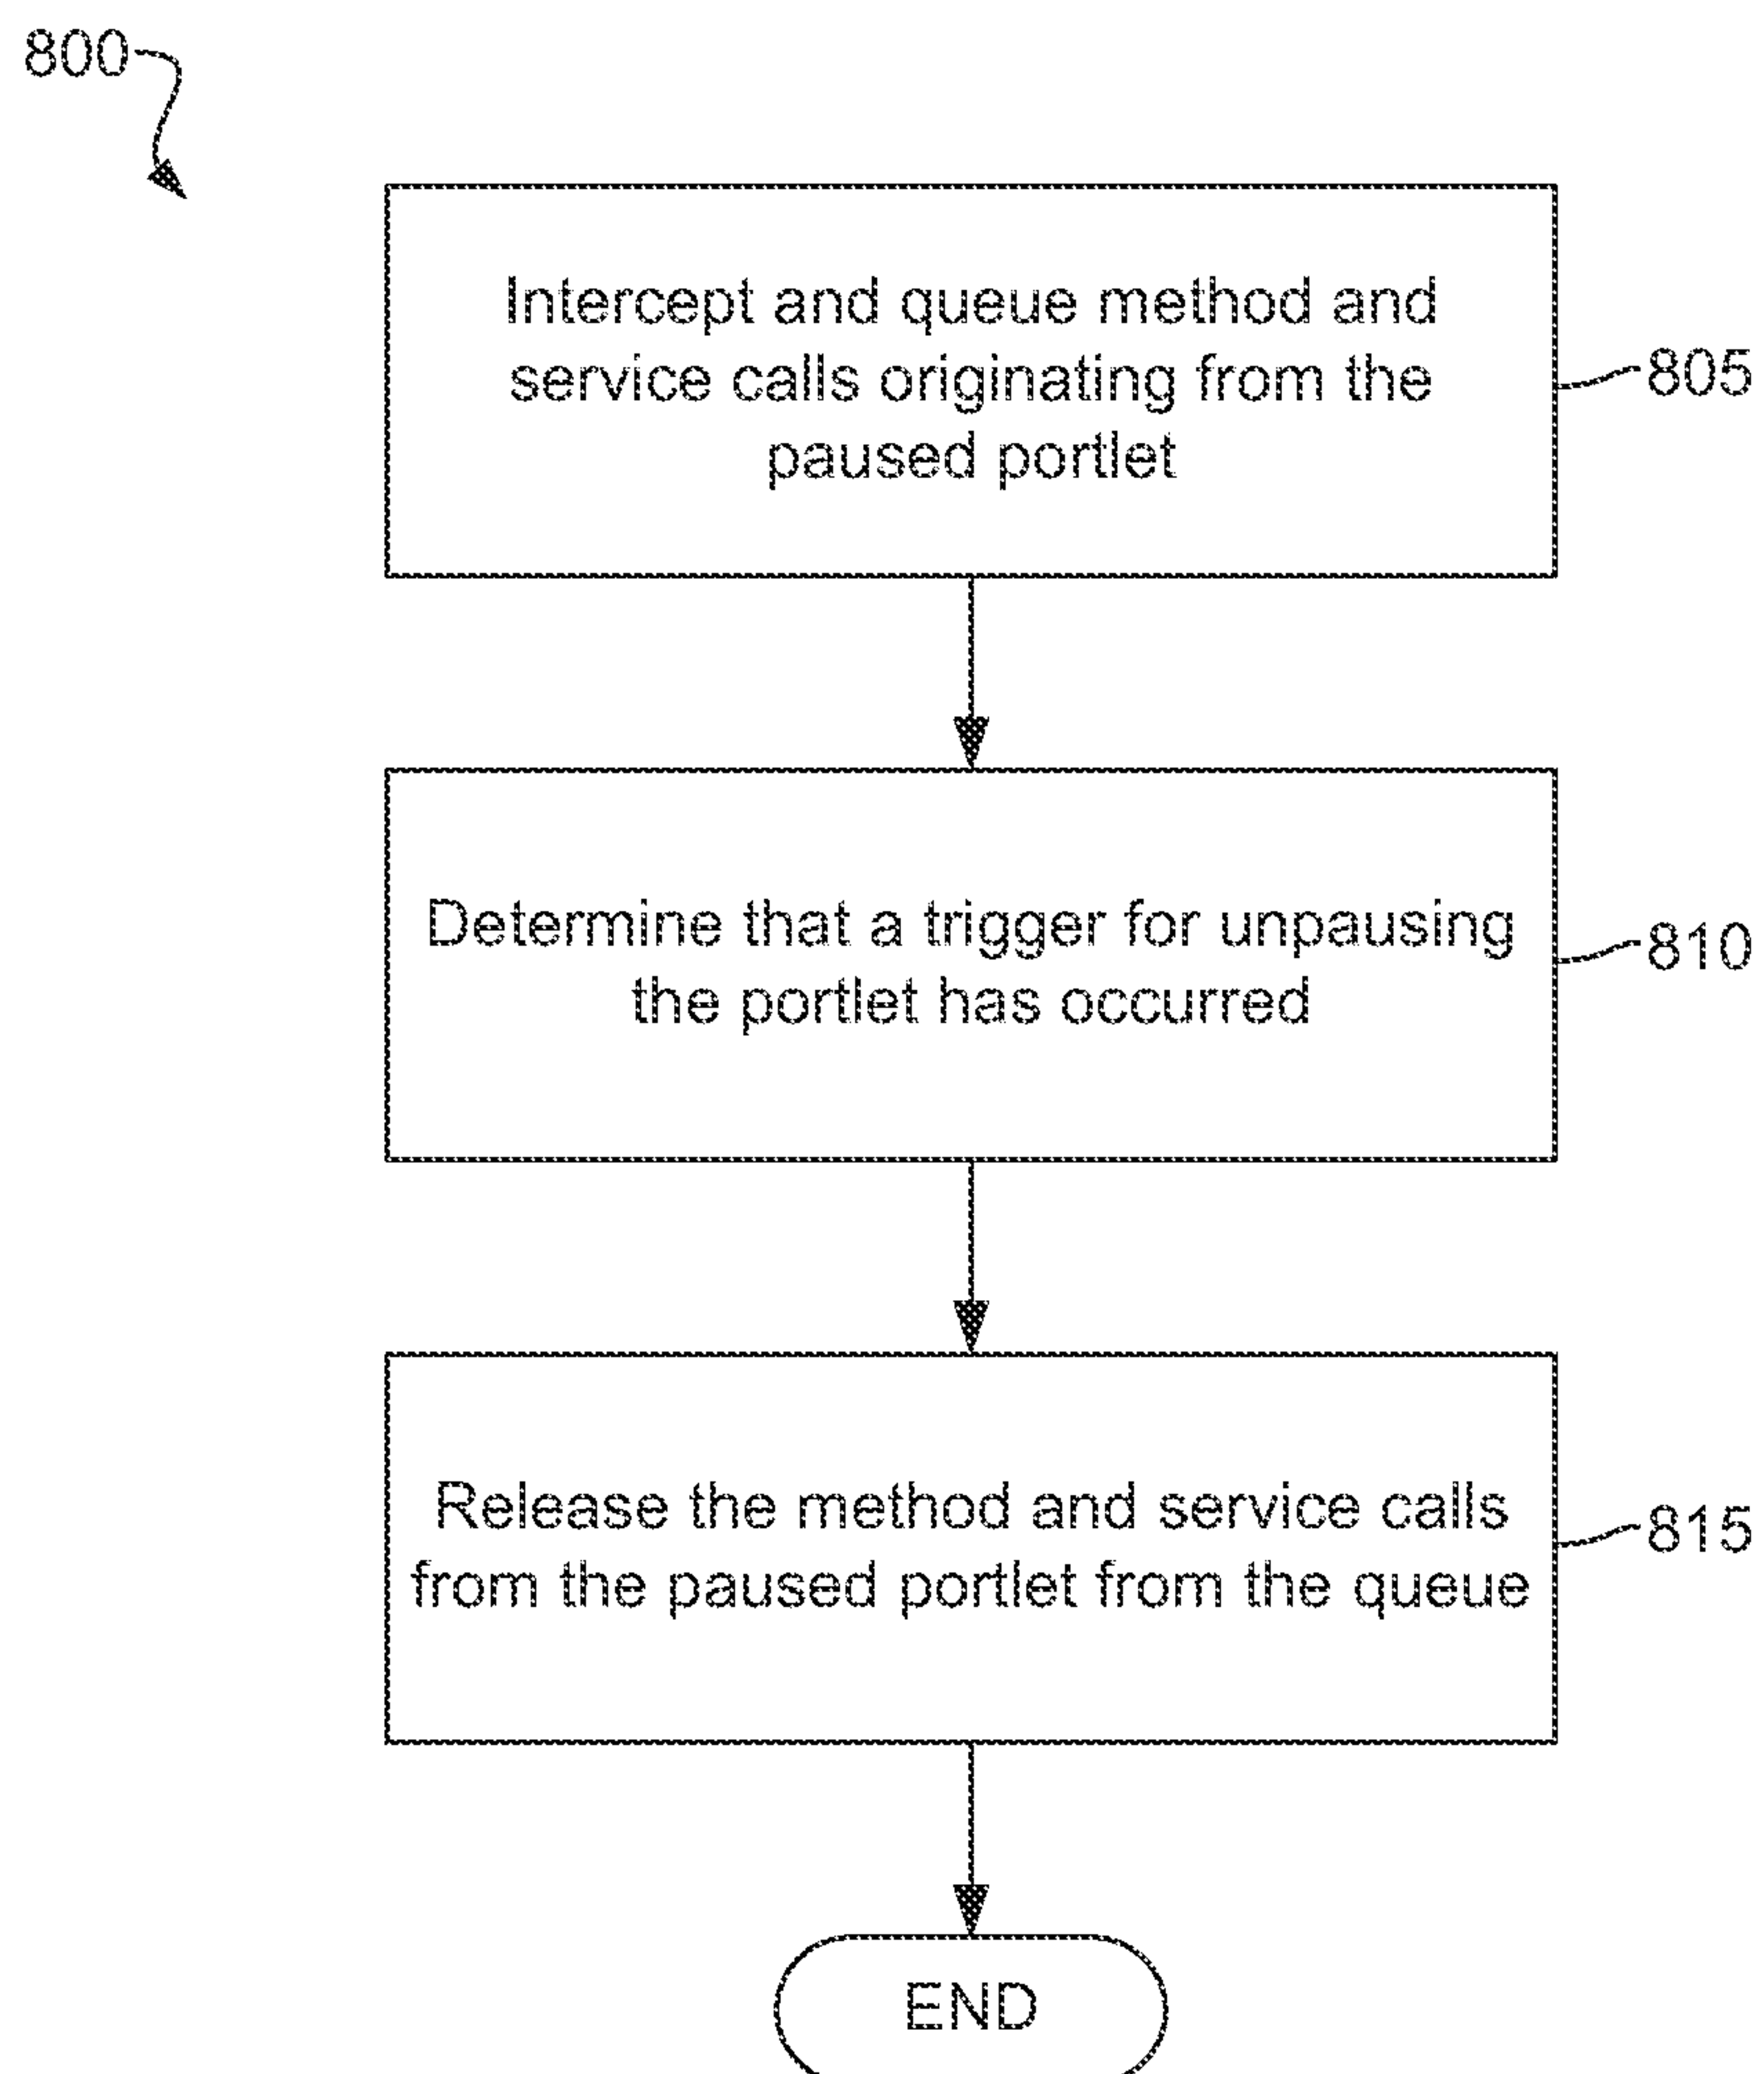 800
Intercept and queue method and
service calls originating from the
paused portlet
805
Determine that a trigger for unpausing
the portlet has occurred
810
Release the method and service calls
from the paused portlet from the queue
815
END